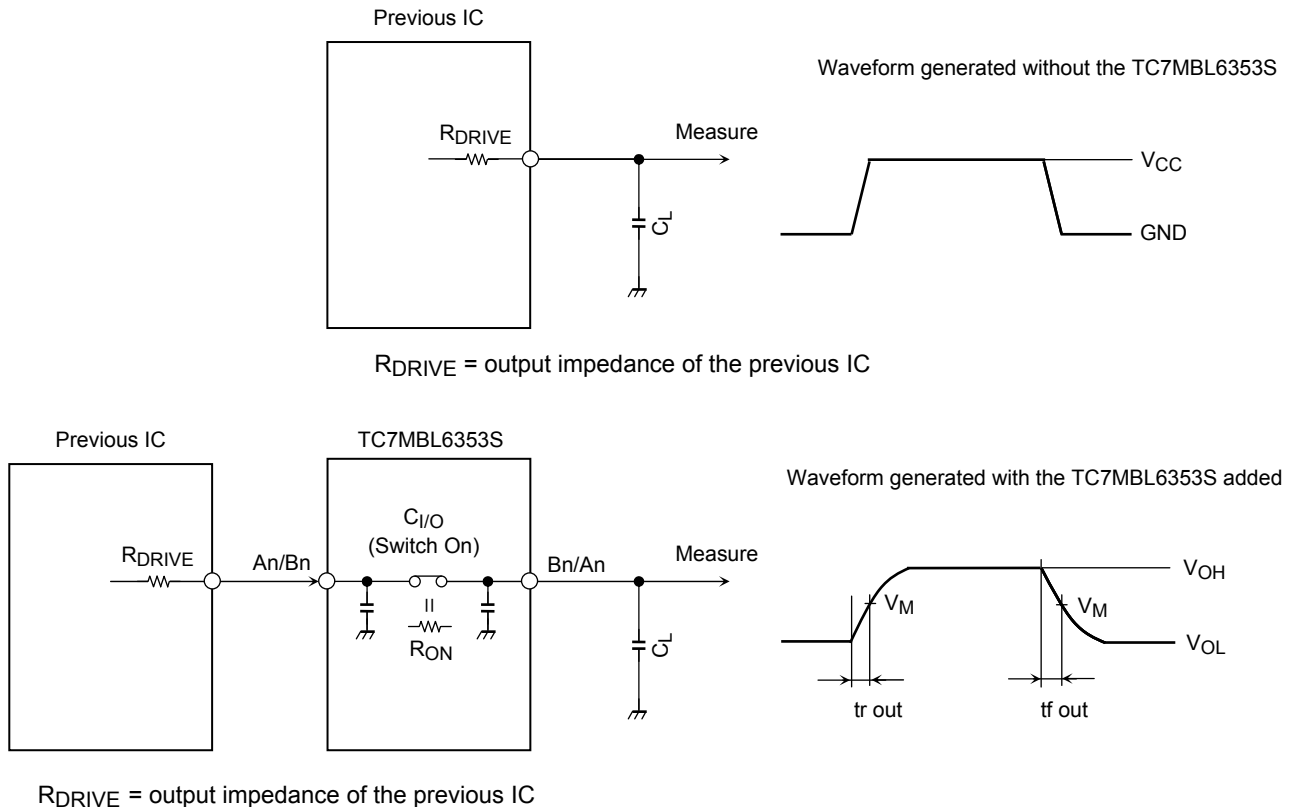 Previous IC
Waveform generated without the TC7MBL6353S
RDRIVE
Measure
VCC
CL
GND
RDRIVE = output impedance of the previous IC
Previous IC
TC7MBL6353S
Waveform generated with the TC7MBL6353S added
CI/O
(Switch On)
RDRIVE
An/Bn
Bn/An
Measure
VOH
VM
VM
=
RON
CL
VOL
tr out
tf out
RDRIVE = output impedance of the previous IC